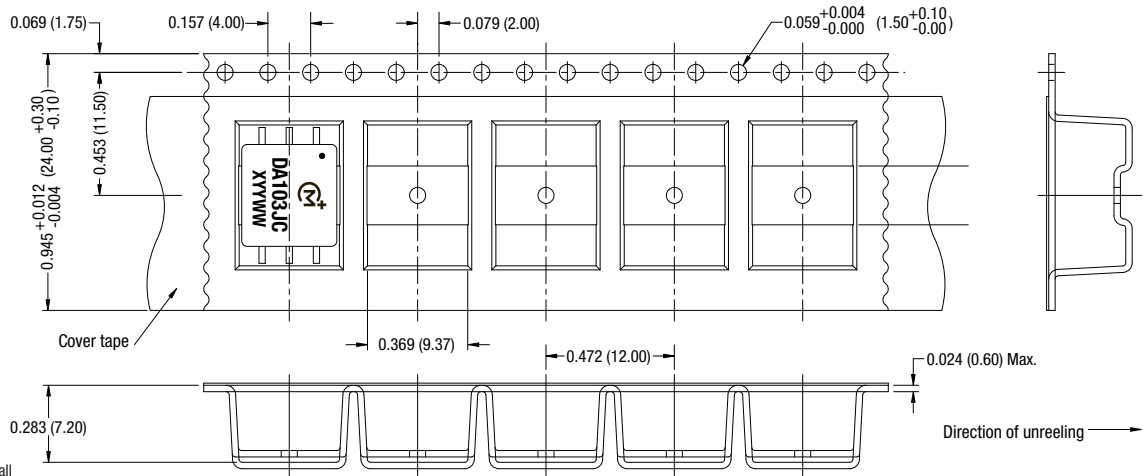 0.069 (1.75)
0.157 (4.00)
0.079 (2.00)
0.059 +0.004 -0.000 (1.50 +0.10 -0.00)
0.945 +0.012 -0.004 (24.00 +0.30 -0.10)
0.453 (11.50)
DA103JC
XYYWW
M+
Cover tape
0.369 (9.37)
0.472 (12.00)
0.024 (0.60) Max.
0.283 (7.20)
Direction of unreeling
all